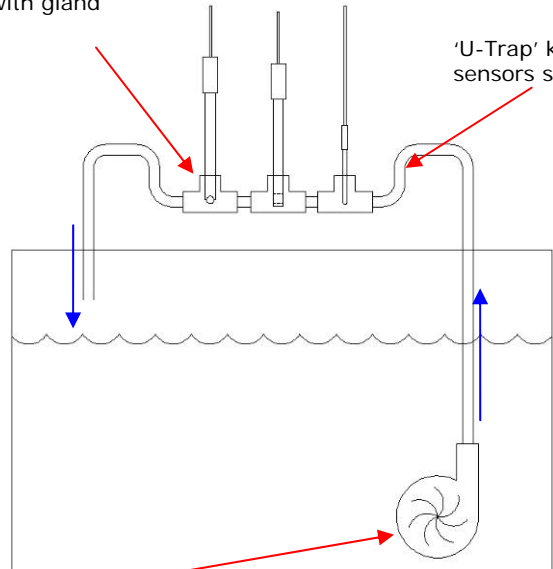 with gland
‘U-Trap’ k
sensors s